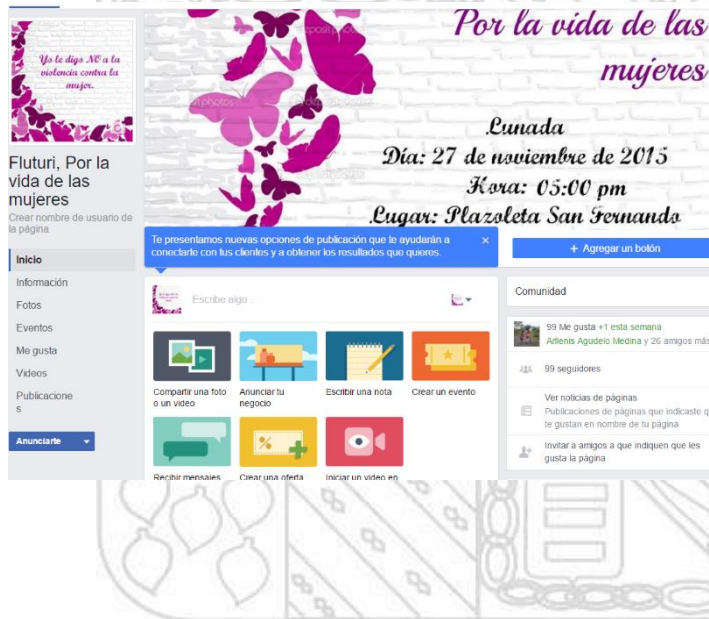 Yo le digo NO a la
violencia contra la
mujer.
Por la vida de las
mujeres
Lunada
Día: 27 de noviembre de 2015
Hora: 05:00 pm
Lugar: Plazoleta San Fernando
Fluturi, Por la
vida de las
mujeres
Crear nombre de usuario de
la página
Inicio
Información
Fotos
Eventos
Me gusta
Videos
Publicacione
s
Anunciarte
Te presentamos nuevas opciones de publicación que te ayudarán a
conectarte con tus clientes y a obtener los resultados que quieres.
+ Agregar un botón
Escribe algo...
Compartir una foto
o un video
Anunciar tu
negocio
Escribir una nota
Crear un evento
Recibir mensajes
Crear una oferta
Iniciar un video en
Comunidad
99 Me gusta +1 esta semana
Artlenis Agudelo Medina y 26 amigos más
99 seguidores
Ver noticias de páginas
Publicaciones de páginas que indicaste q
te gustan en nombre de tu página
Invitar a amigos a que indiquen que les
gusta la página